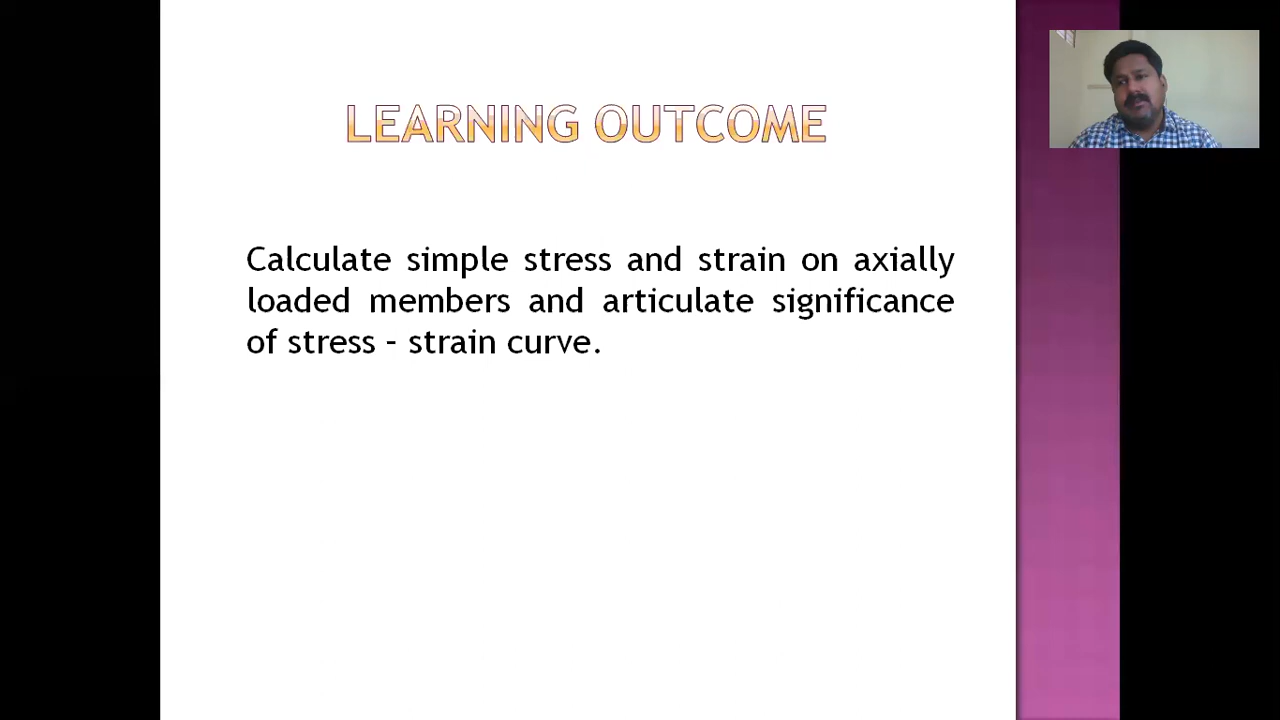 LEARNING OUTCOME
Calculate simple stress and strain on axially
loaded members and articulate significance
of stress - strain curve.